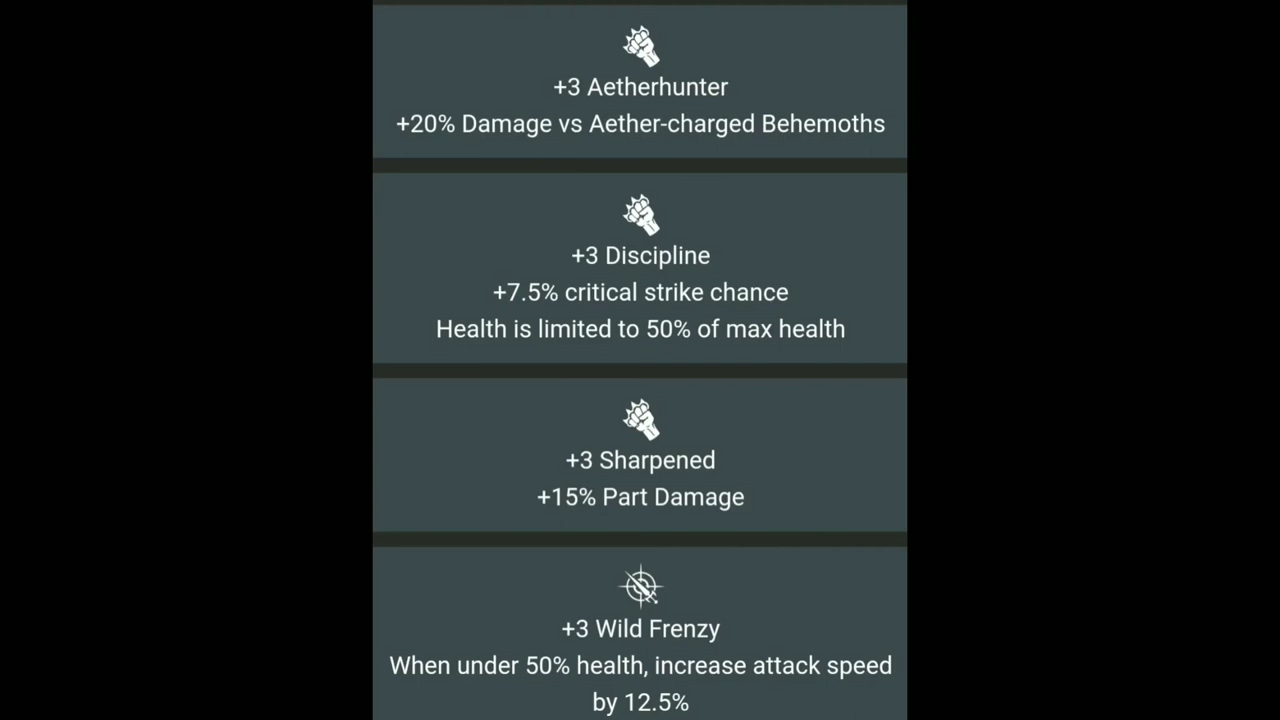 +3 Aetherhunter
+20% Damage vs Aether-charged Behemoths
+3 Discipline
+7.5% critical strike chance
Health is limited to 50% of max health
+3 Sharpened
+15% Part Damage
+3 Wild Frenzy
When under 50% health, increase attack speed
by 12.5%